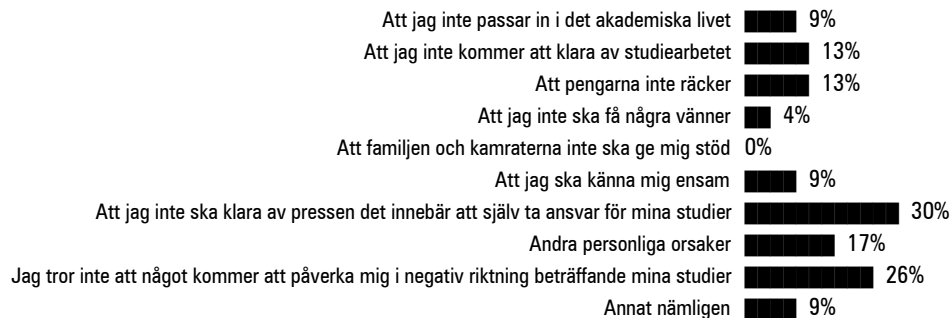 Att jag inte passar in i det akademiska livet 9%
Att jag inte kommer att klara av studiearbetet 13%
Att pengarna inte räcker 13%
Att jag inte ska få några vänner 4%
Att familjen och kamraterna inte ska ge mig stöd 0%
Att jag ska känna mig ensam 9%
Att jag inte ska klara av pressen det innebär att själv ta ansvar för mina studier 30%
Andra personliga orsaker 17%
Jag tror inte att något kommer att påverka mig i negativ riktning beträffande mina studier 26%
Annat nämligen 9%